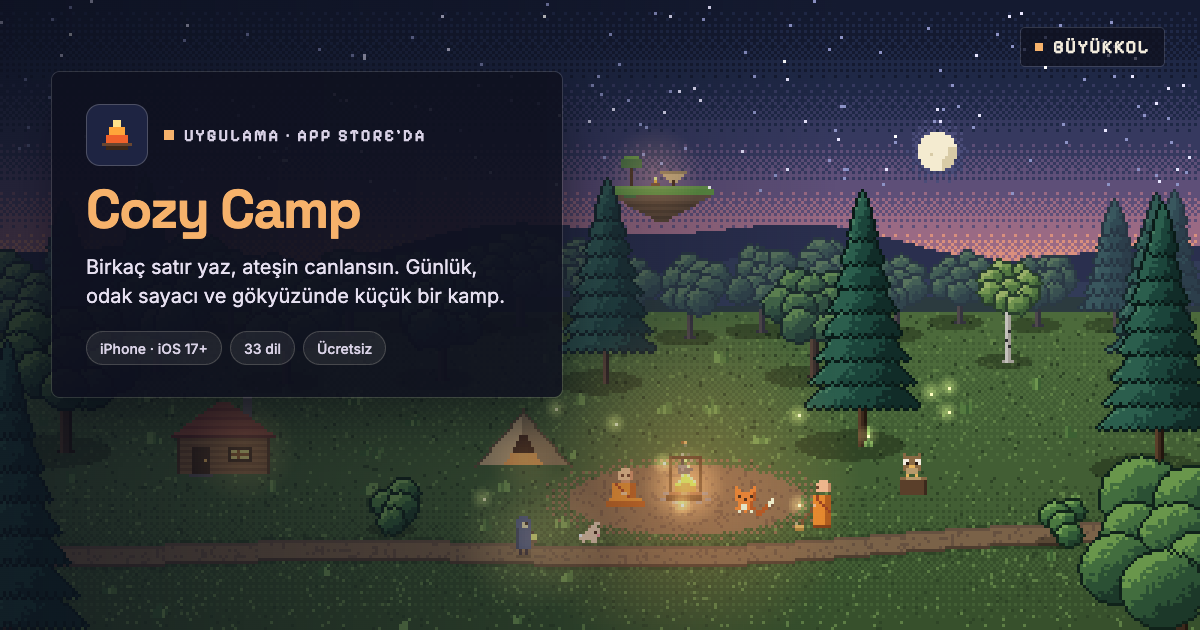 BÜYÜKKOL
UYGULAMA · APP STORE'DA
Cozy Camp
Birkaç satır yaz, ateşin canlansın. Günlük,
odak sayacı ve gökyüzünde küçük bir kamp.
iPhone · iOS 17+
33 dil
Ücretsiz